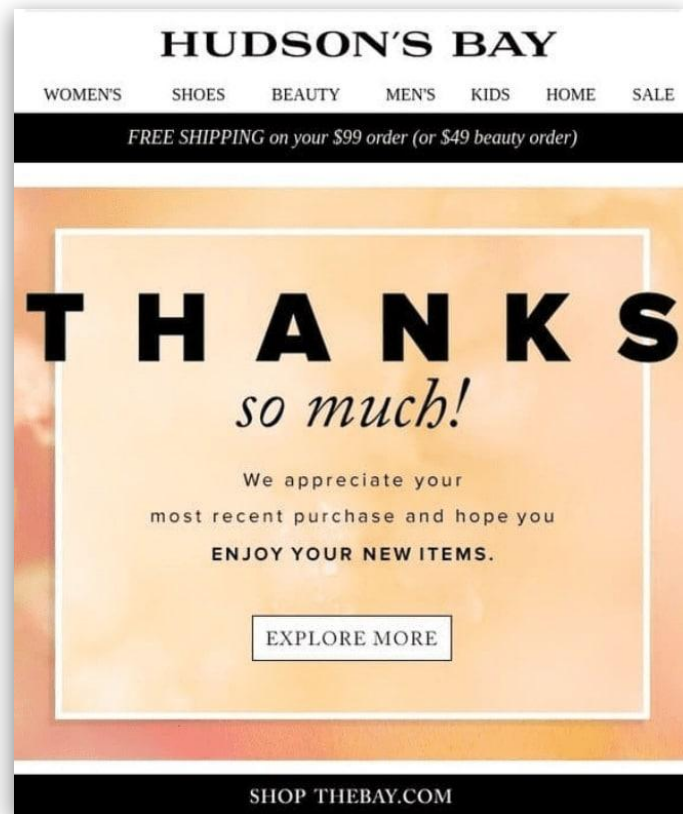 HUDSON'S BAY
WOMEN'S SHOES BEAUTY MEN'S KIDS HOME SALE
FREE SHIPPING on your $99 order (or $49 beauty order)
THANKS
so much!
We appreciate your
most recent purchase and hope you
ENJOY YOUR NEW ITEMS.
EXPLORE MORE
SHOP THEBAY.COM